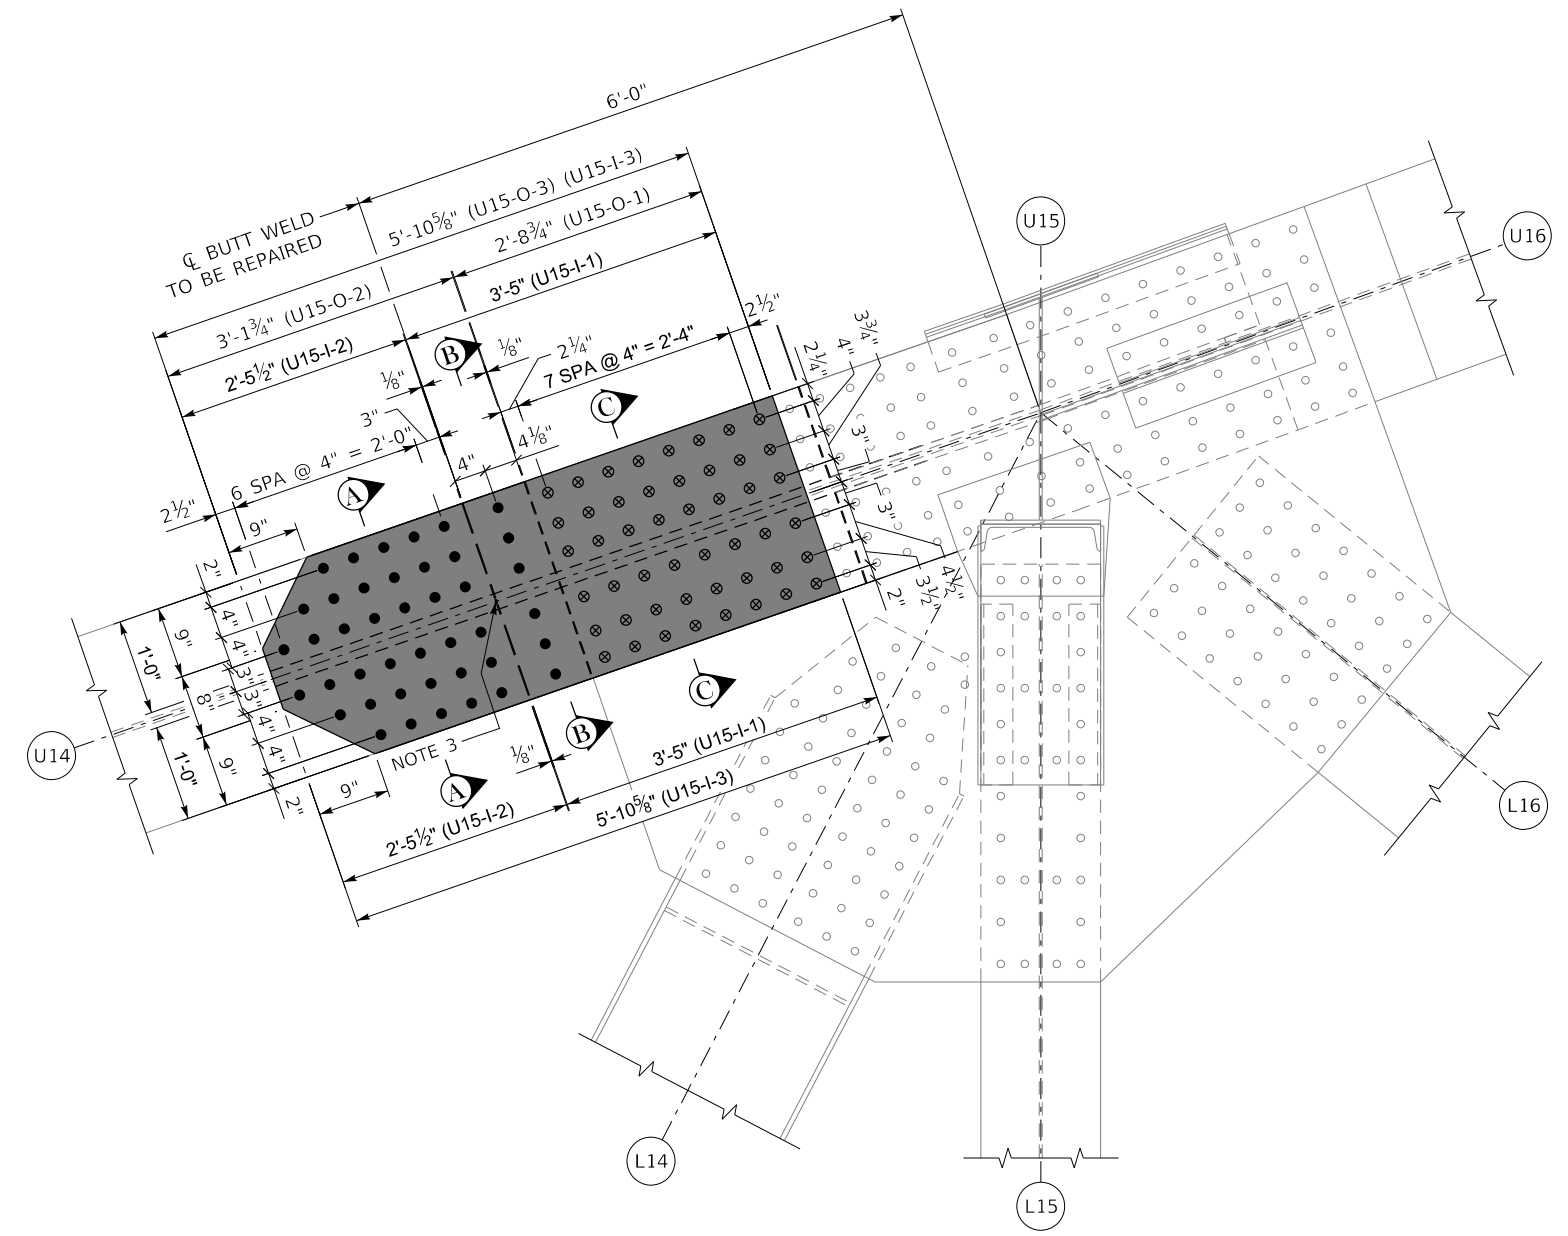 6'-0"
℄ BUTT WELD
TO BE REPAIRED
5'-10⅝" (U15-O-3) (U15-I-3)
2'-8¾" (U15-O-1)
3'-1¾" (U15-O-2)
3'-5" (U15-I-1)
2'-5½" (U15-I-2)
2½"
B
⅛"
2¼"
7 SPA @ 4" = 2'-4"
⅛"
3"
C
4⅛"
4"
6 SPA @ 4" = 2'-0"
A
2½"
9"
2¼"
4"
3¾"
3"
3"
4½"
3½"
2"
U15
U16
2"
4"
4"
3"
3"
4"
4"
2"
9"
8"
9"
1'-0"
1'-0"
U14
9"
NOTE 3
A
⅛"
B
C
3'-5" (U15-I-1)
2'-5½" (U15-I-2)
5'-10⅝" (U15-I-3)
L16
L14
L15